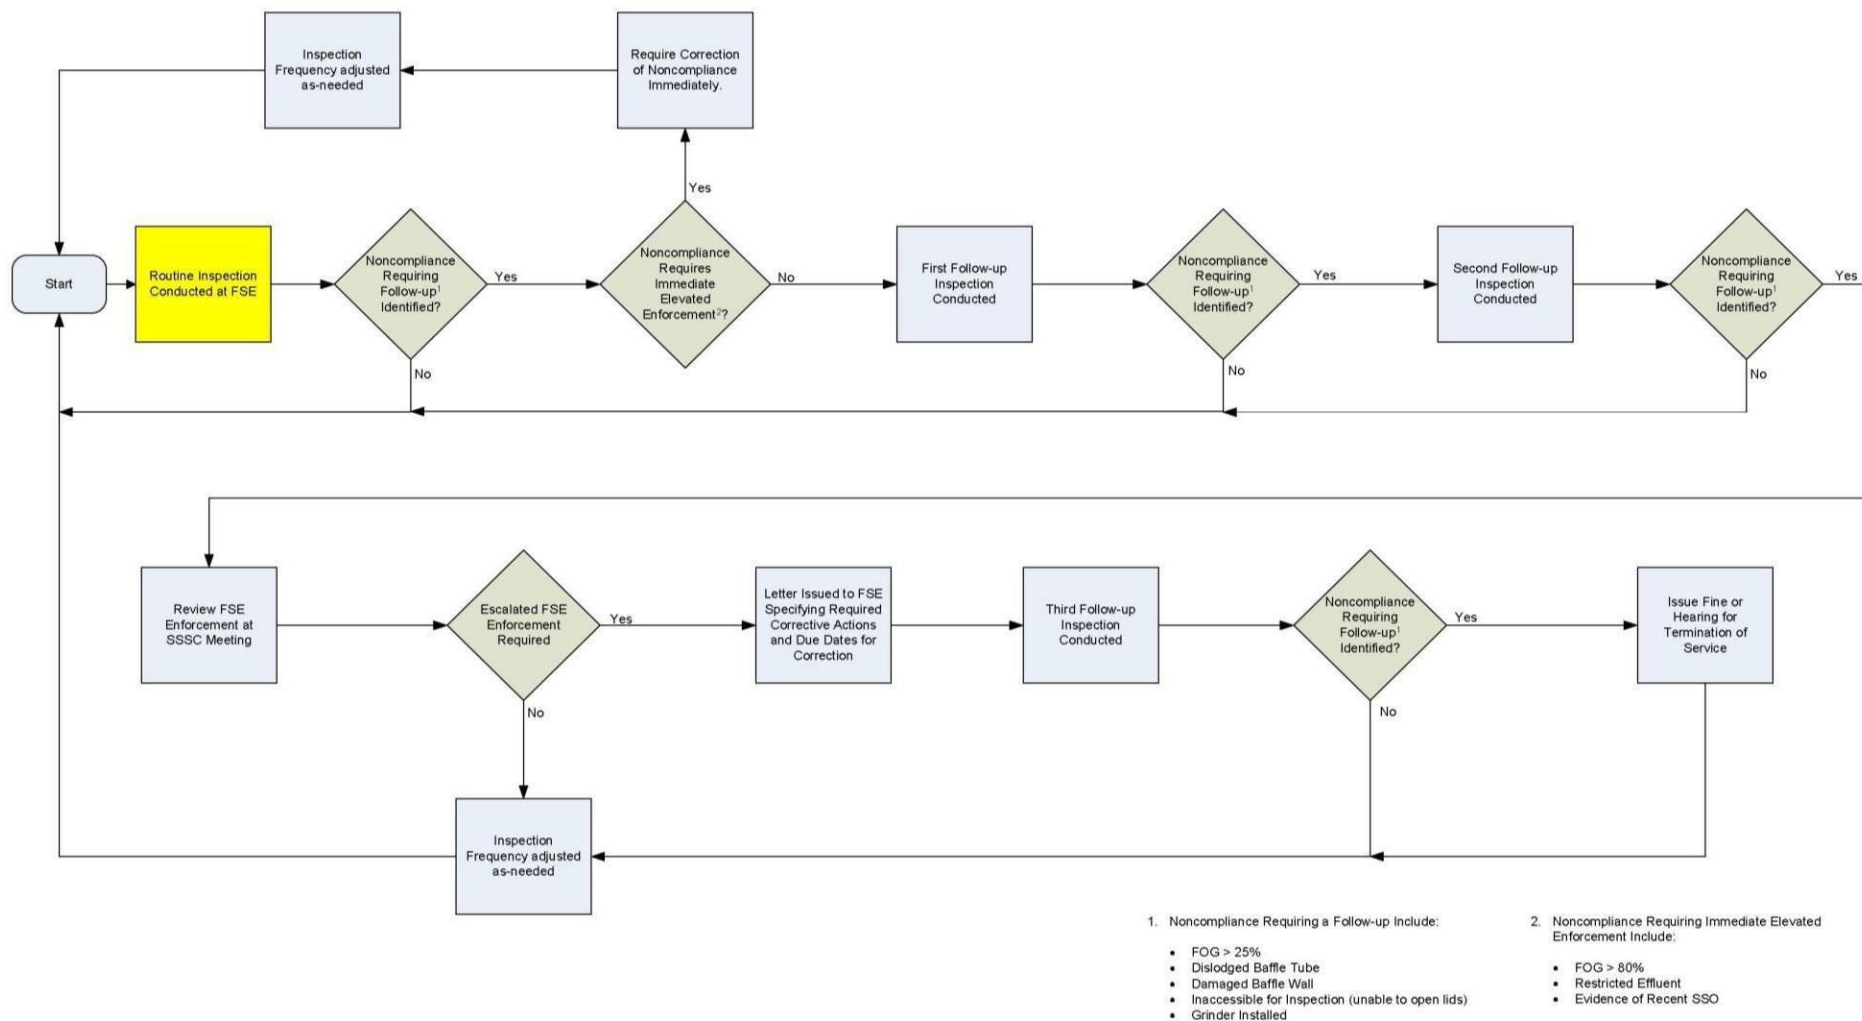 Inspection
Frequency adjusted
as-needed
Require Correction
of Noncompliance
Immediately.
Yes
Start
Routine Inspection
Conducted at FSE
Noncompliance
Requiring
Follow-up¹
Identified?
Yes
No
Noncompliance
Requires
Immediate
Elevated
Enforcement²?
No
First Follow-up
Inspection
Conducted
Noncompliance
Requiring
Follow-up¹
Identified?
Yes
No
Second Follow-up
Inspection
Conducted
Noncompliance
Requiring
Follow-up¹
Identified?
Yes
No
Review FSE
Enforcement at
SSSC Meeting
Escalated FSE
Enforcement
Required
Yes
No
Letter Issued to FSE
Specifying Required
Corrective Actions
and Due Dates for
Correction
Third Follow-up
Inspection
Conducted
Noncompliance
Requiring
Follow-up¹
Identified?
Yes
No
Issue Fine or
Hearing for
Termination of
Service
Inspection
Frequency adjusted
as-needed
1. Noncompliance Requiring a Follow-up Include:
• FOG > 25%
• Dislodged Baffle Tube
• Damaged Baffle Wall
• Inaccessible for Inspection (unable to open lids)
• Grinder Installed
2. Noncompliance Requiring Immediate Elevated
Enforcement Include:
• FOG > 80%
• Restricted Effluent
• Evidence of Recent SSO